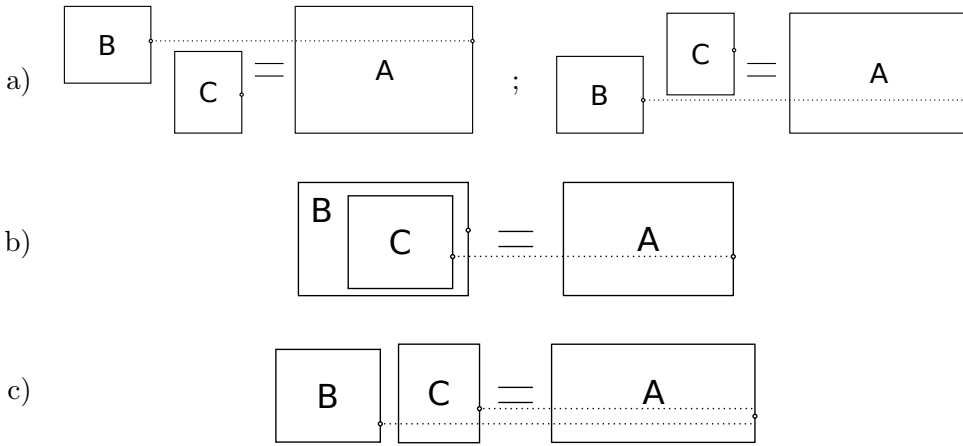 a) B C = A ; B C = A
b) B C = A
c) B C = A